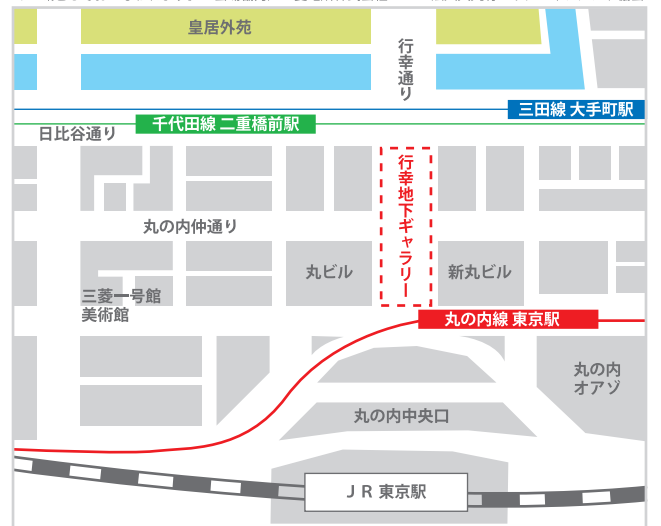 皇居外苑
行幸通り
三田線 大手町駅
千代田線 二重橋前駅
日比谷通り
行幸地下ギャラリー
丸の内仲通り
丸ビル
新丸ビル
三菱一号館
美術館
丸の内線 東京駅
丸の内
オアゾ
丸の内中央口
JR 東京駅